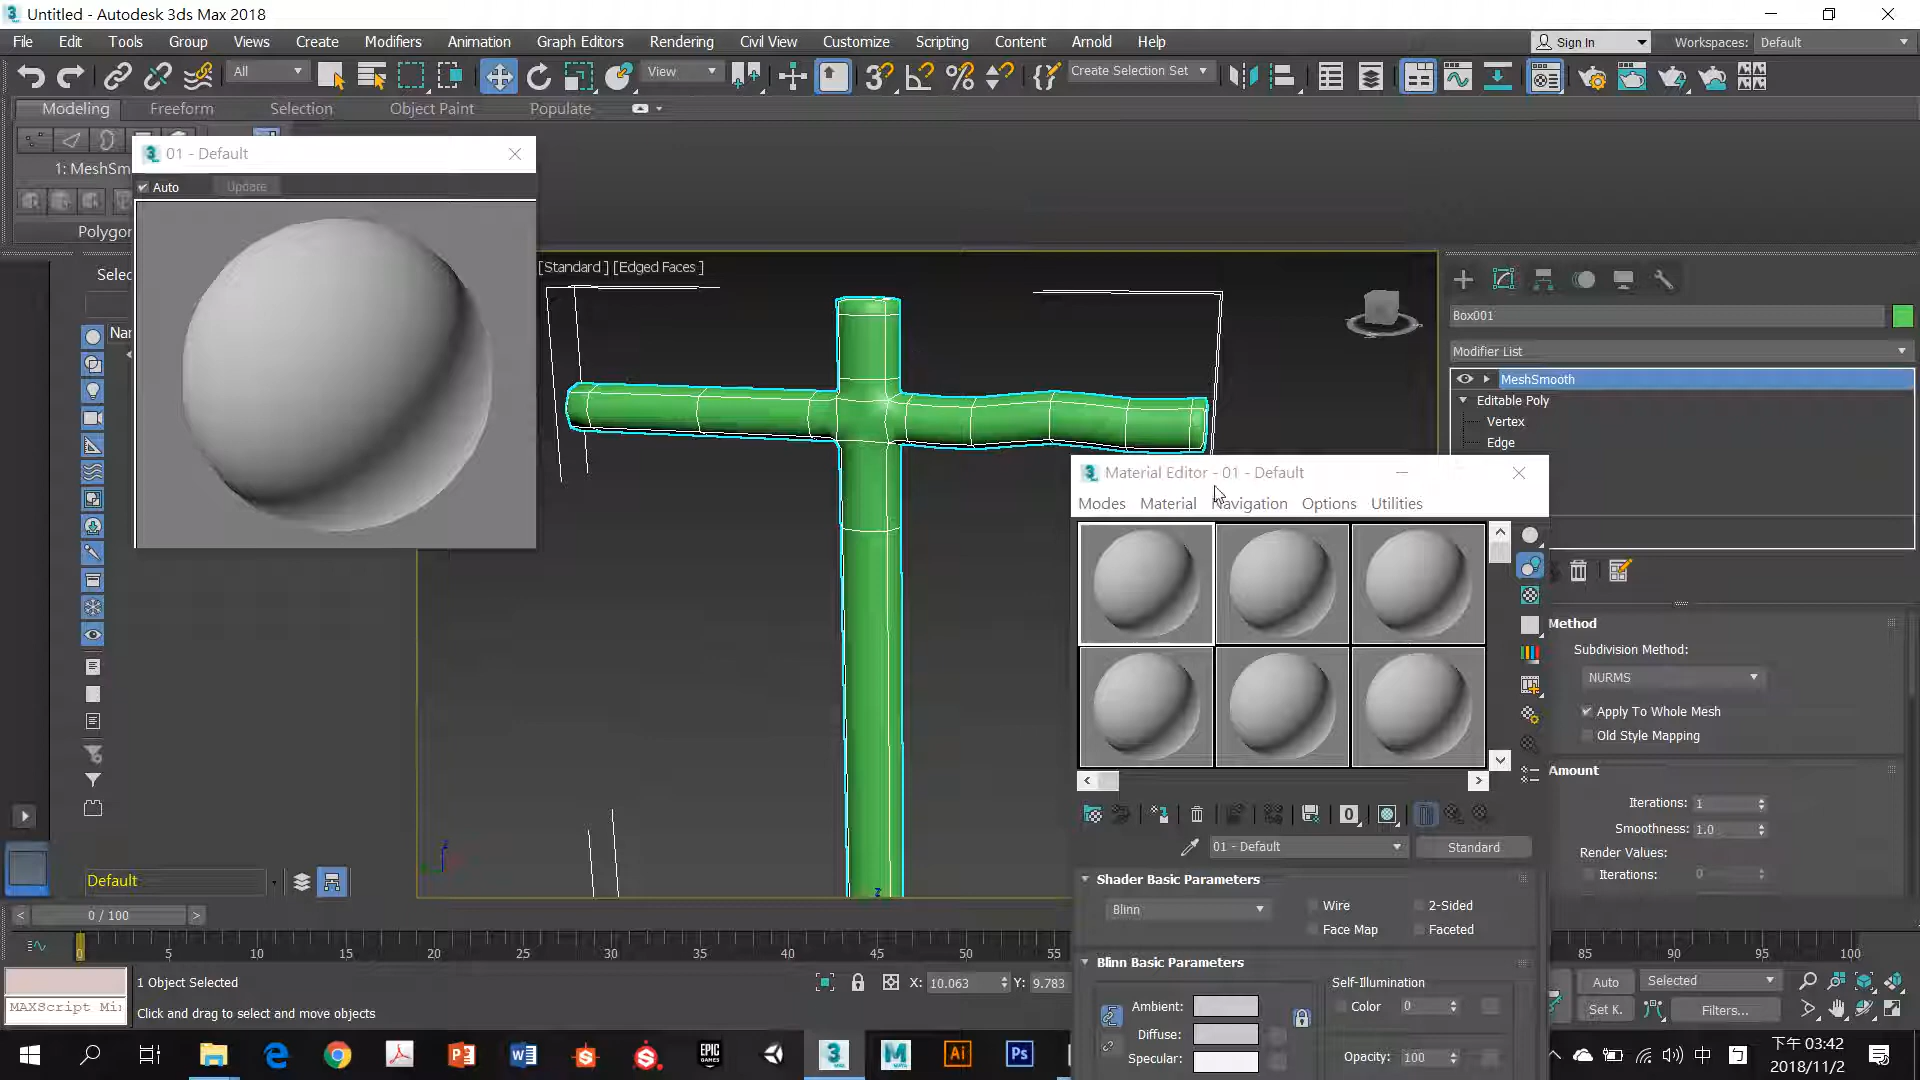 Untitled - Autodesk 3ds Max 2018
File Edit Tools Group Views Create Modifiers Animation Graph Editors Rendering Civil View Customize Scripting Content Arnold Help
Sign In
Workspaces: Default
All
View
Create Selection Set
Modeling Freeform Selection Object Paint Populate
01 - Default
1: MeshSm
Auto Update
Polygon
Selec
Nar
[Standard ] [Edged Faces ]
Box001
Modifier List
MeshSmooth
Editable Poly
Vertex
Edge
Material Editor - 01 - Default
Modes Material Navigation Options Utilities
Method
Subdivision Method:
NURMS
Apply To Whole Mesh
Old Style Mapping
Amount
Iterations: 1
Smoothness: 1.0
Render Values:
Iterations: 0
01 - Default
Standard
Shader Basic Parameters
Blinn
Wire 2-Sided
Face Map Faceted
Blinn Basic Parameters
Self-Illumination
Ambient:
Color 0
Diffuse:
Specular:
Opacity: 100
z
z
Default
0 / 100
0 5 10 15 20 25 30 35 40 45 50 55 85 90 95 100
1 Object Selected
Click and drag to select and move objects
MAXScript Mi
X: 10.063 Y: 9.783
Auto Selected
Set K. Filters...
EPIC GAMES
Ai
Ps
中
下午 03:42
2018/11/2